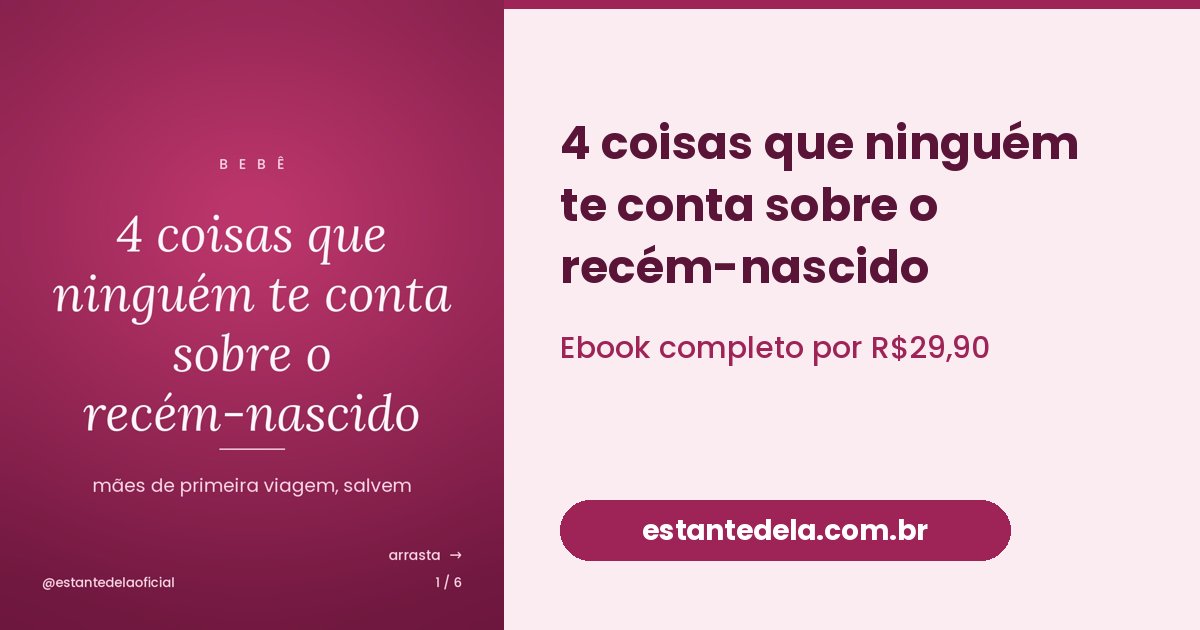 BEBÊ
4 coisas que
ninguém te conta
sobre o
recém-nascido
mães de primeira viagem, salvem
arrasta →
@estantedelaoficial
1 / 6
4 coisas que ninguém
te conta sobre o
recém-nascido
Ebook completo por R$29,90
estantedela.com.br